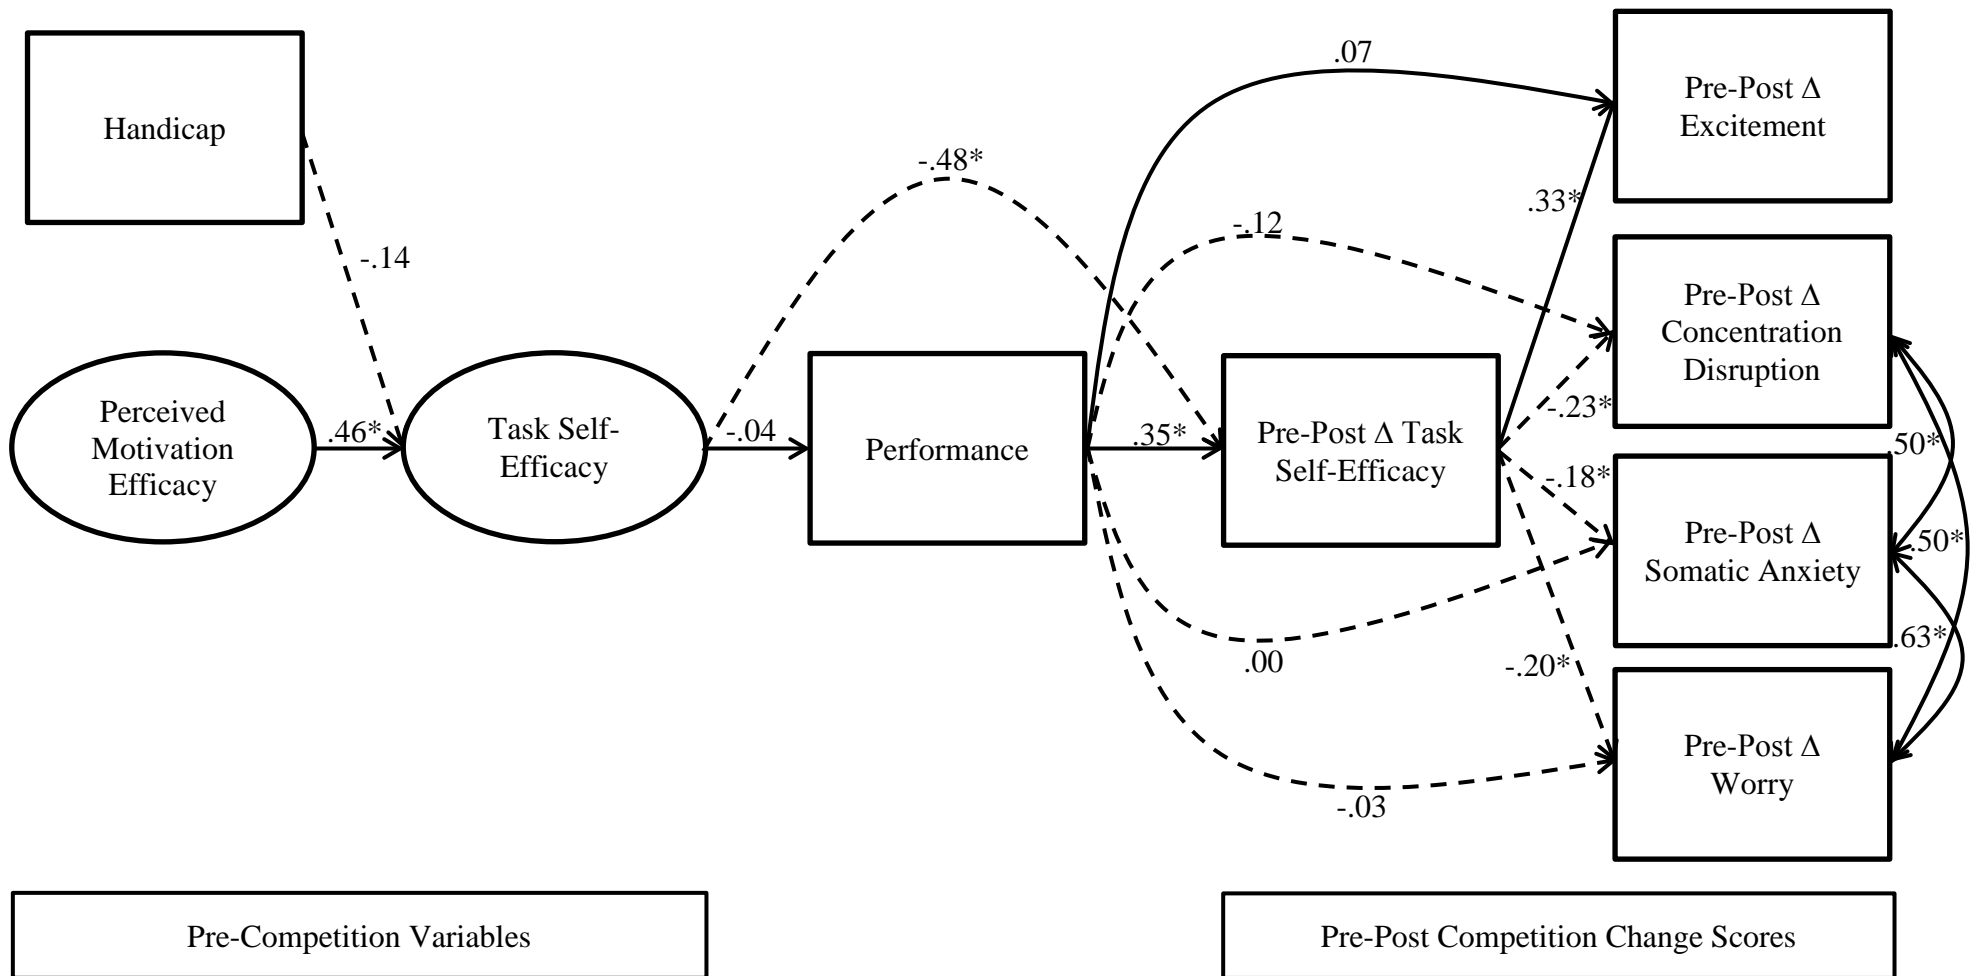 Handicap
-.14
Perceived
Motivation
Efficacy
.46*
Task Self-
Efficacy
-.48*
-.04
Performance
.07
-.12
.35*
.00
-.03
Pre-Post Δ Task
Self-Efficacy
.33*
-.23*
-.18*
-.20*
Pre-Post Δ
Excitement
Pre-Post Δ
Concentration
Disruption
Pre-Post Δ
Somatic Anxiety
Pre-Post Δ
Worry
.50*
.50*
.63*
Pre-Competition Variables
Pre-Post Competition Change Scores